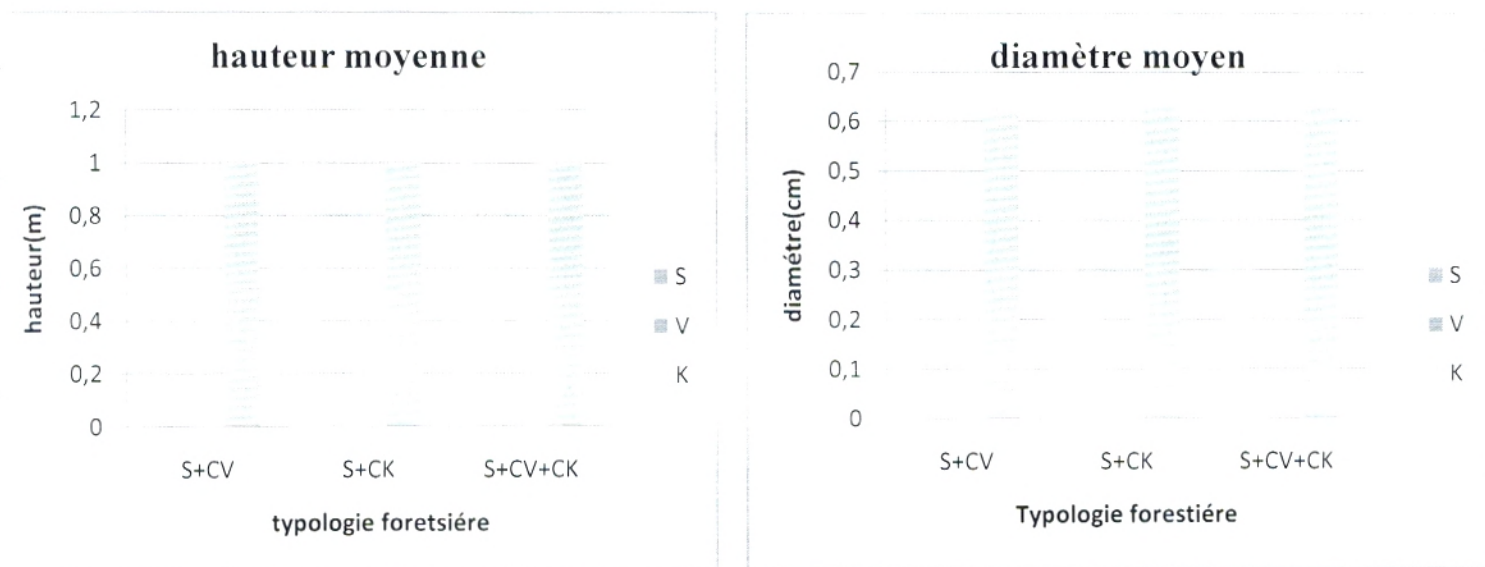 hauteur moyenne
1,2
1
0,8
0,6
0,4
0,2
0
hauteur(m)
S+CV
S+CK
S+CV+CK
typologie foretsiére
S
V
K
diamètre moyen
0,7
0,6
0,5
0,4
0,3
0,2
0,1
0
diamétre(cm)
S+CV
S+CK
S+CV+CK
Typologie forestiére
S
V
K